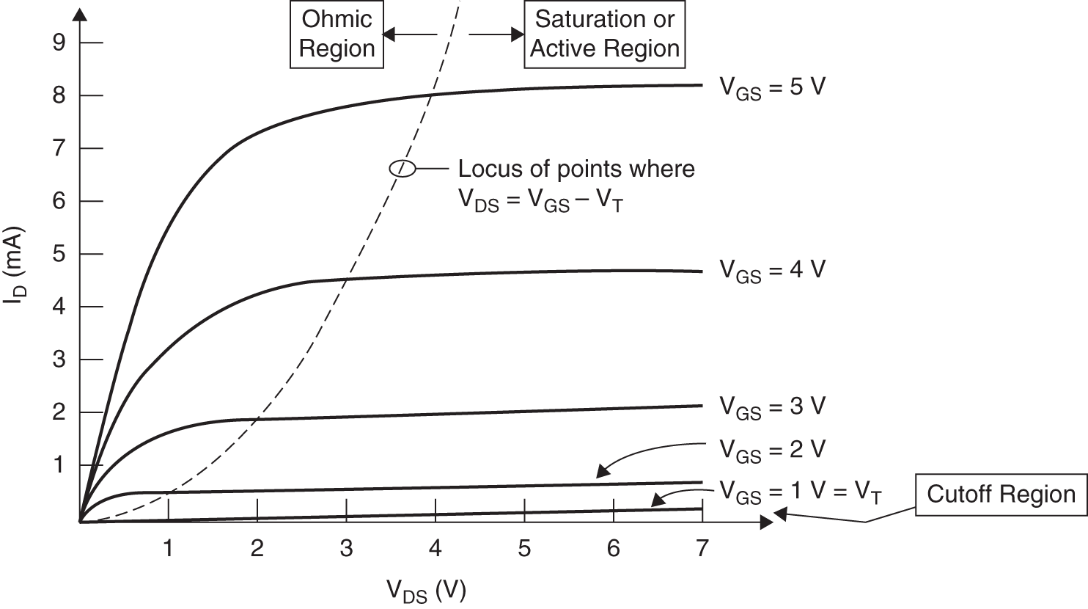 Ohmic
Region
Saturation or
Active Region
9
8
7
6
5
4
3
2
1
I_D (mA)
V_GS = 5 V
Locus of points where
V_DS = V_GS – V_T
V_GS = 4 V
V_GS = 3 V
V_GS = 2 V
V_GS = 1 V = V_T
Cutoff Region
1 2 3 4 5 6 7
V_DS (V)